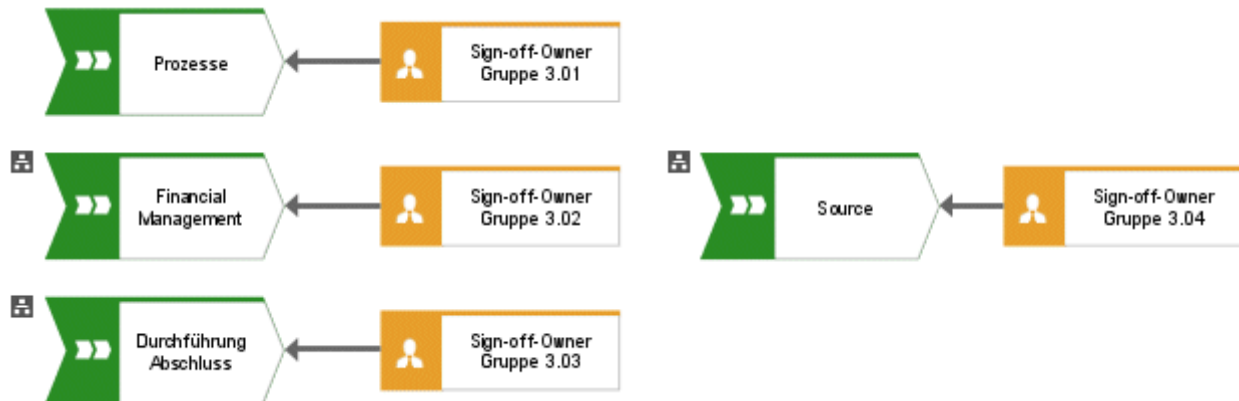 Prozesse
Sign-off-Owner
Gruppe 3.01
Financial
Management
Sign-off-Owner
Gruppe 3.02
Source
Sign-off-Owner
Gruppe 3.04
Durchführung
Abschluss
Sign-off-Owner
Gruppe 3.03